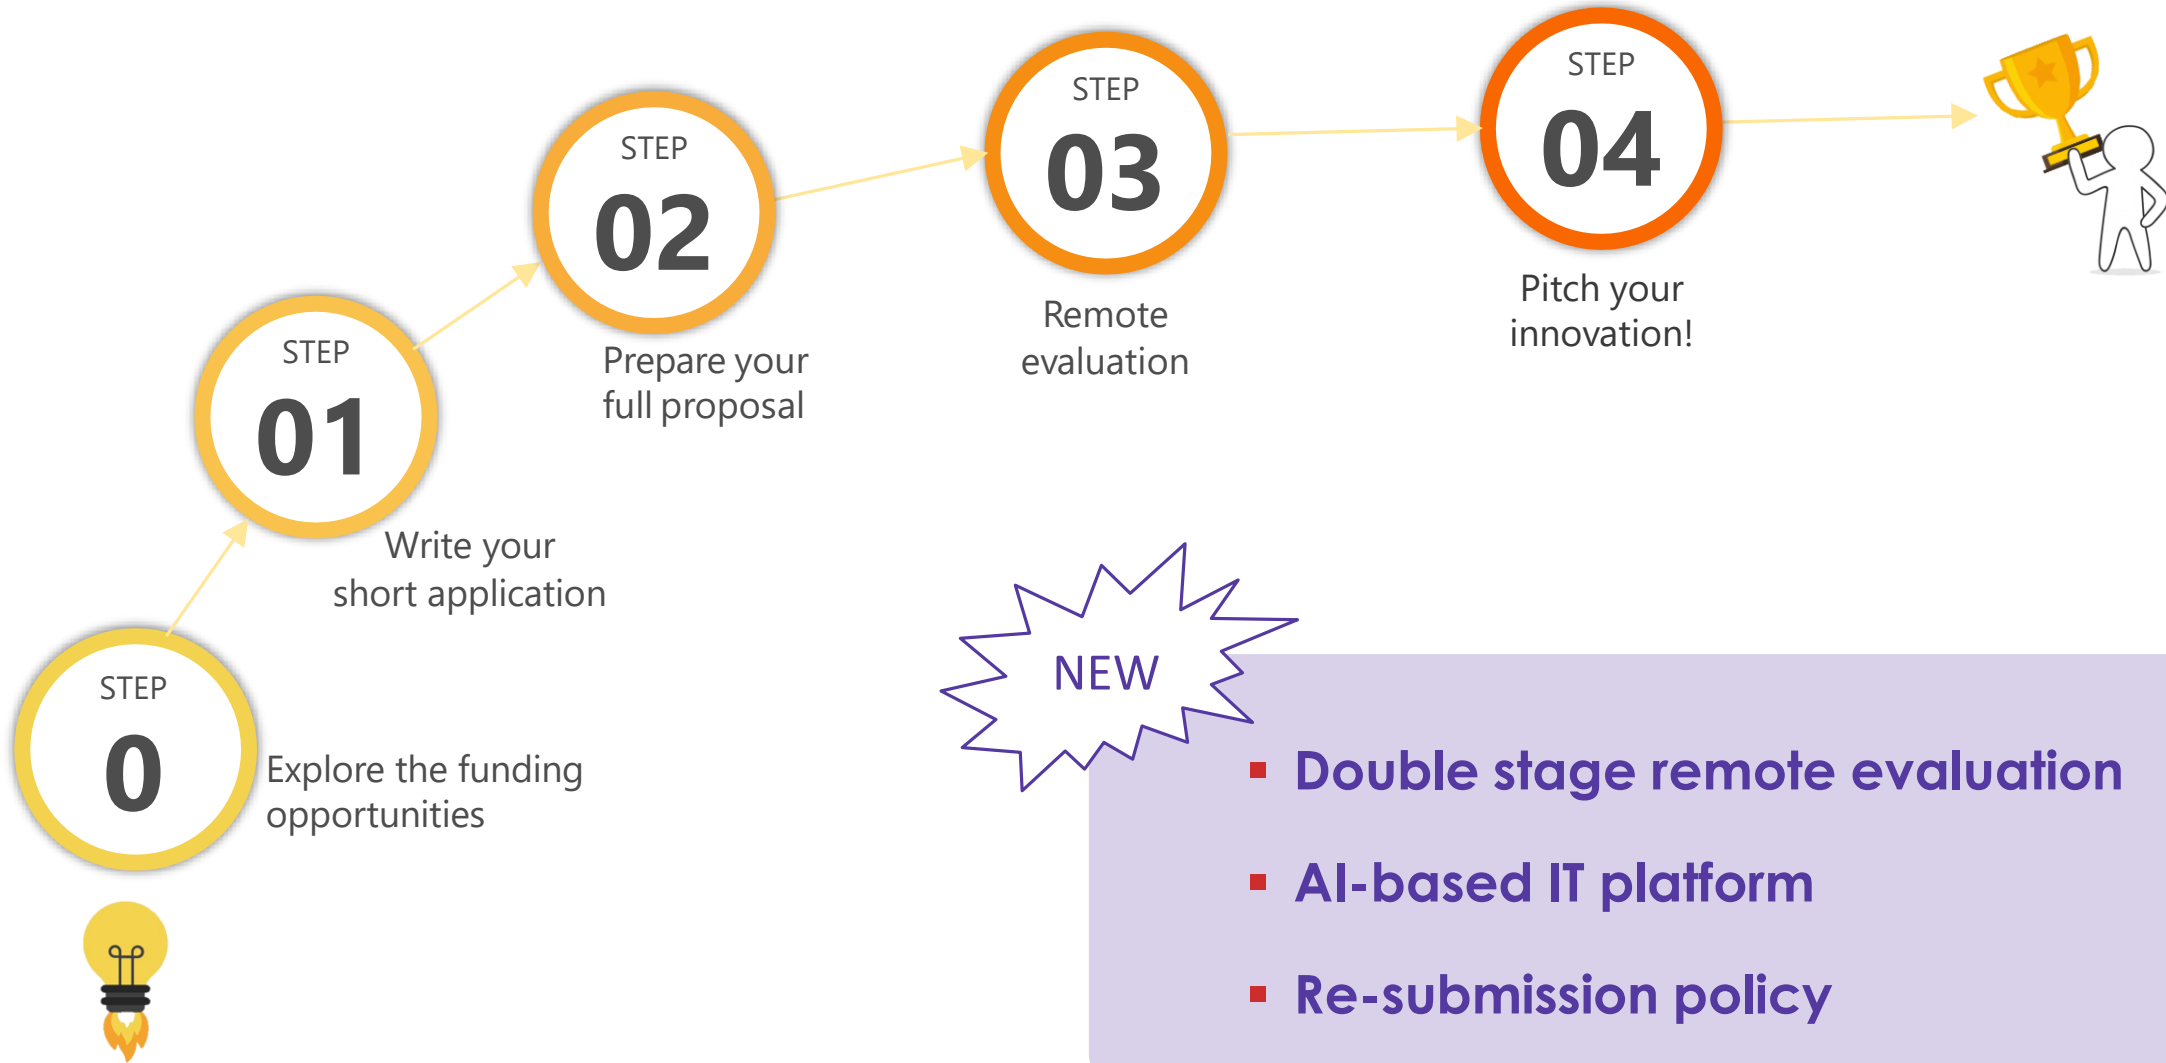 STEP
0
Explore the funding
opportunities
STEP
01
Write your
short application
STEP
02
Prepare your
full proposal
STEP
03
Remote
evaluation
STEP
04
Pitch your
innovation!
NEW
▪ Double stage remote evaluation
▪ AI-based IT platform
▪ Re-submission policy